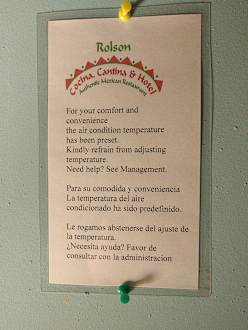 Rolson
Cocina, Cantina & Hotel
Authentic Mexican Restaurant
For your comfort and
convenience
the air condition temperature
has been preset.
Kindly refrain from adjusting
temperature.
Need help? See Management.
Para su comodida y conveniencia
La temperatura del aire
condicionado ha sido predefinido.
Le rogamos abstenerse del ajuste de
la temperatura.
¿Necesita ayuda? Favor de
consultar con la administracion